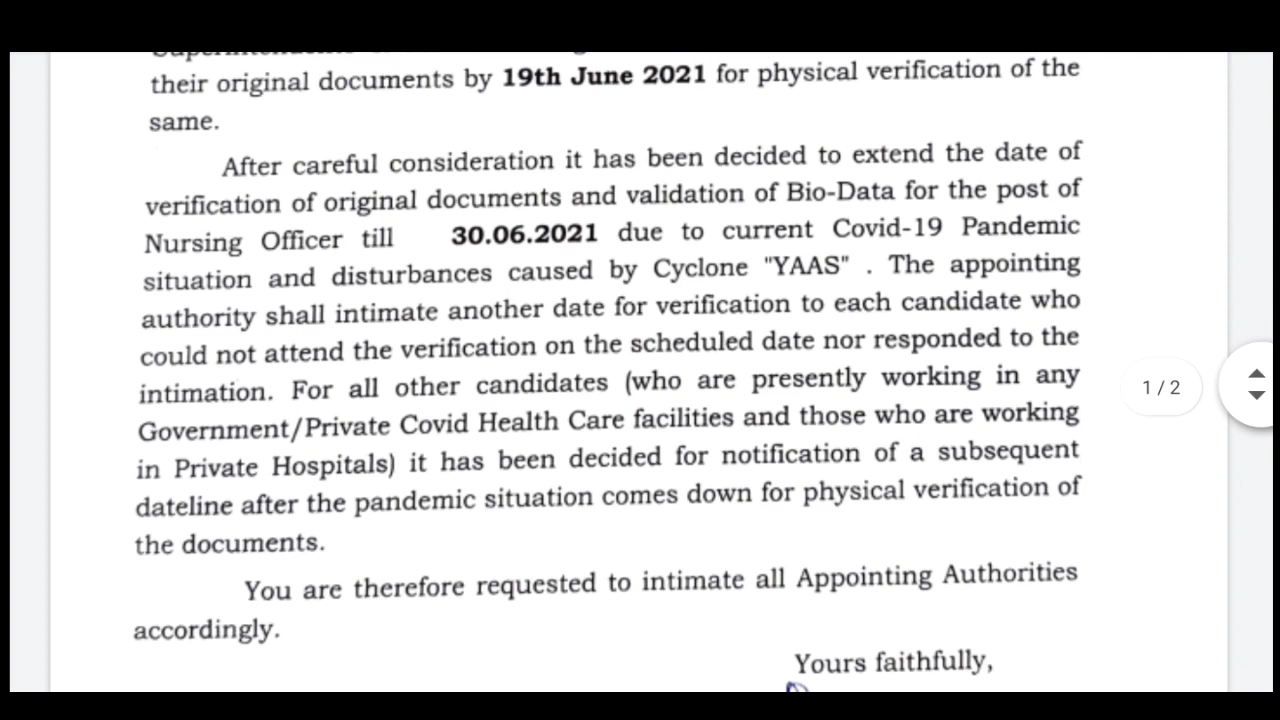 their original documents by 19th June 2021 for physical verification of the
same.
After careful consideration it has been decided to extend the date of
verification of original documents and validation of Bio-Data for the post of
Nursing Officer till 30.06.2021 due to current Covid-19 Pandemic
situation and disturbances caused by Cyclone "YAAS" . The appointing
authority shall intimate another date for verification to each candidate who
could not attend the verification on the scheduled date nor responded to the
intimation. For all other candidates (who are presently working in any
Government/Private Covid Health Care facilities and those who are working
in Private Hospitals) it has been decided for notification of a subsequent
dateline after the pandemic situation comes down for physical verification of
the documents.
You are therefore requested to intimate all Appointing Authorities
accordingly.
Yours faithfully,
1 / 2